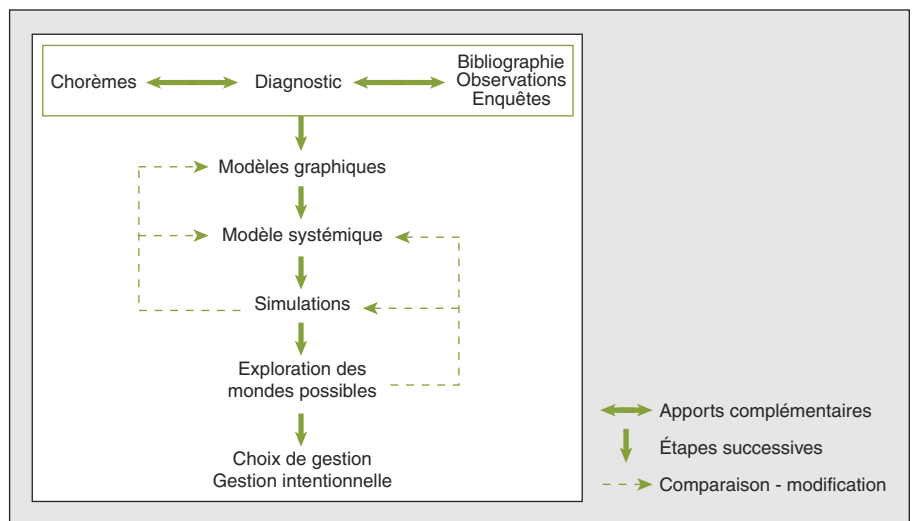 Chorèmes
Diagnostic
Bibliographie
Observations
Enquêtes
Modèles graphiques
Modèle systémique
Simulations
Exploration des
mondes possibles
Choix de gestion
Gestion intentionnelle
Apports complémentaires
Étapes successives
Comparaison - modification